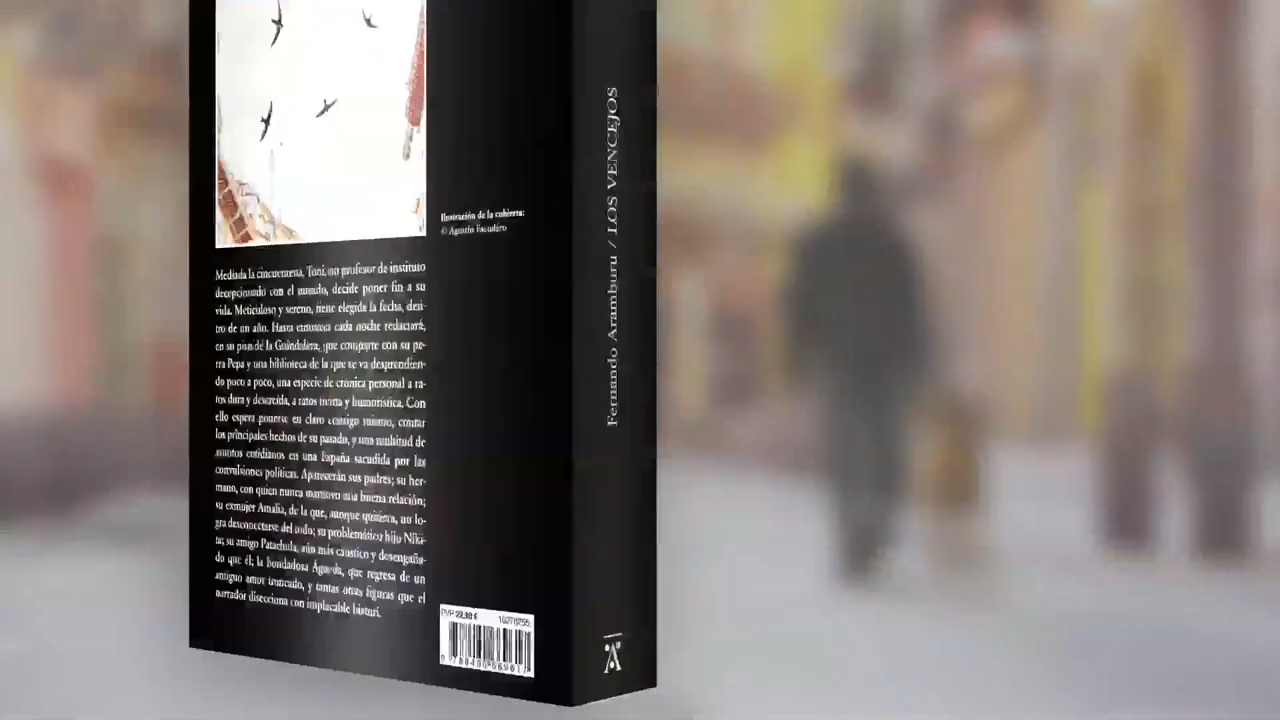 Ilustración de la cubierta:
© Agustín Escudero
Mediada la cincuentena, Toni, un profesor de instituto
decepcionado con el mundo, decide poner fin a su
vida. Meticuloso y sereno, tiene elegida la fecha, den-
tro de un año. Hasta entonces cada noche redactará,
en su piso de la Guindalera, que comparte con su pe-
rra Pepa y una biblioteca de la que se va desprendien-
do poco a poco, una especie de crónica personal a ra-
tos dura y descreída, a ratos tierna y humorística. Con
ello espera ponerse en claro consigo mismo, contar
los principales hechos de su pasado, y una multitud de
asuntos cotidianos en una España sacudida por las
convulsiones políticas. Aparecerán sus padres; su her-
mano, con quien nunca mantuvo una buena relación;
su exmujer Amalia, de la que, aunque quisiera, no lo-
gra desconectarse del todo; su problemático hijo Niki-
ta; su amigo Patachula, aún más cáustico y desengaña-
do que él; la bondadosa Águeda, que regresa de un
antiguo amor truncado, y tantas otras figuras que el
narrador disecciona con implacable bisturí.
PVP €
Fernando Aramburu / LOS VENCEJOS